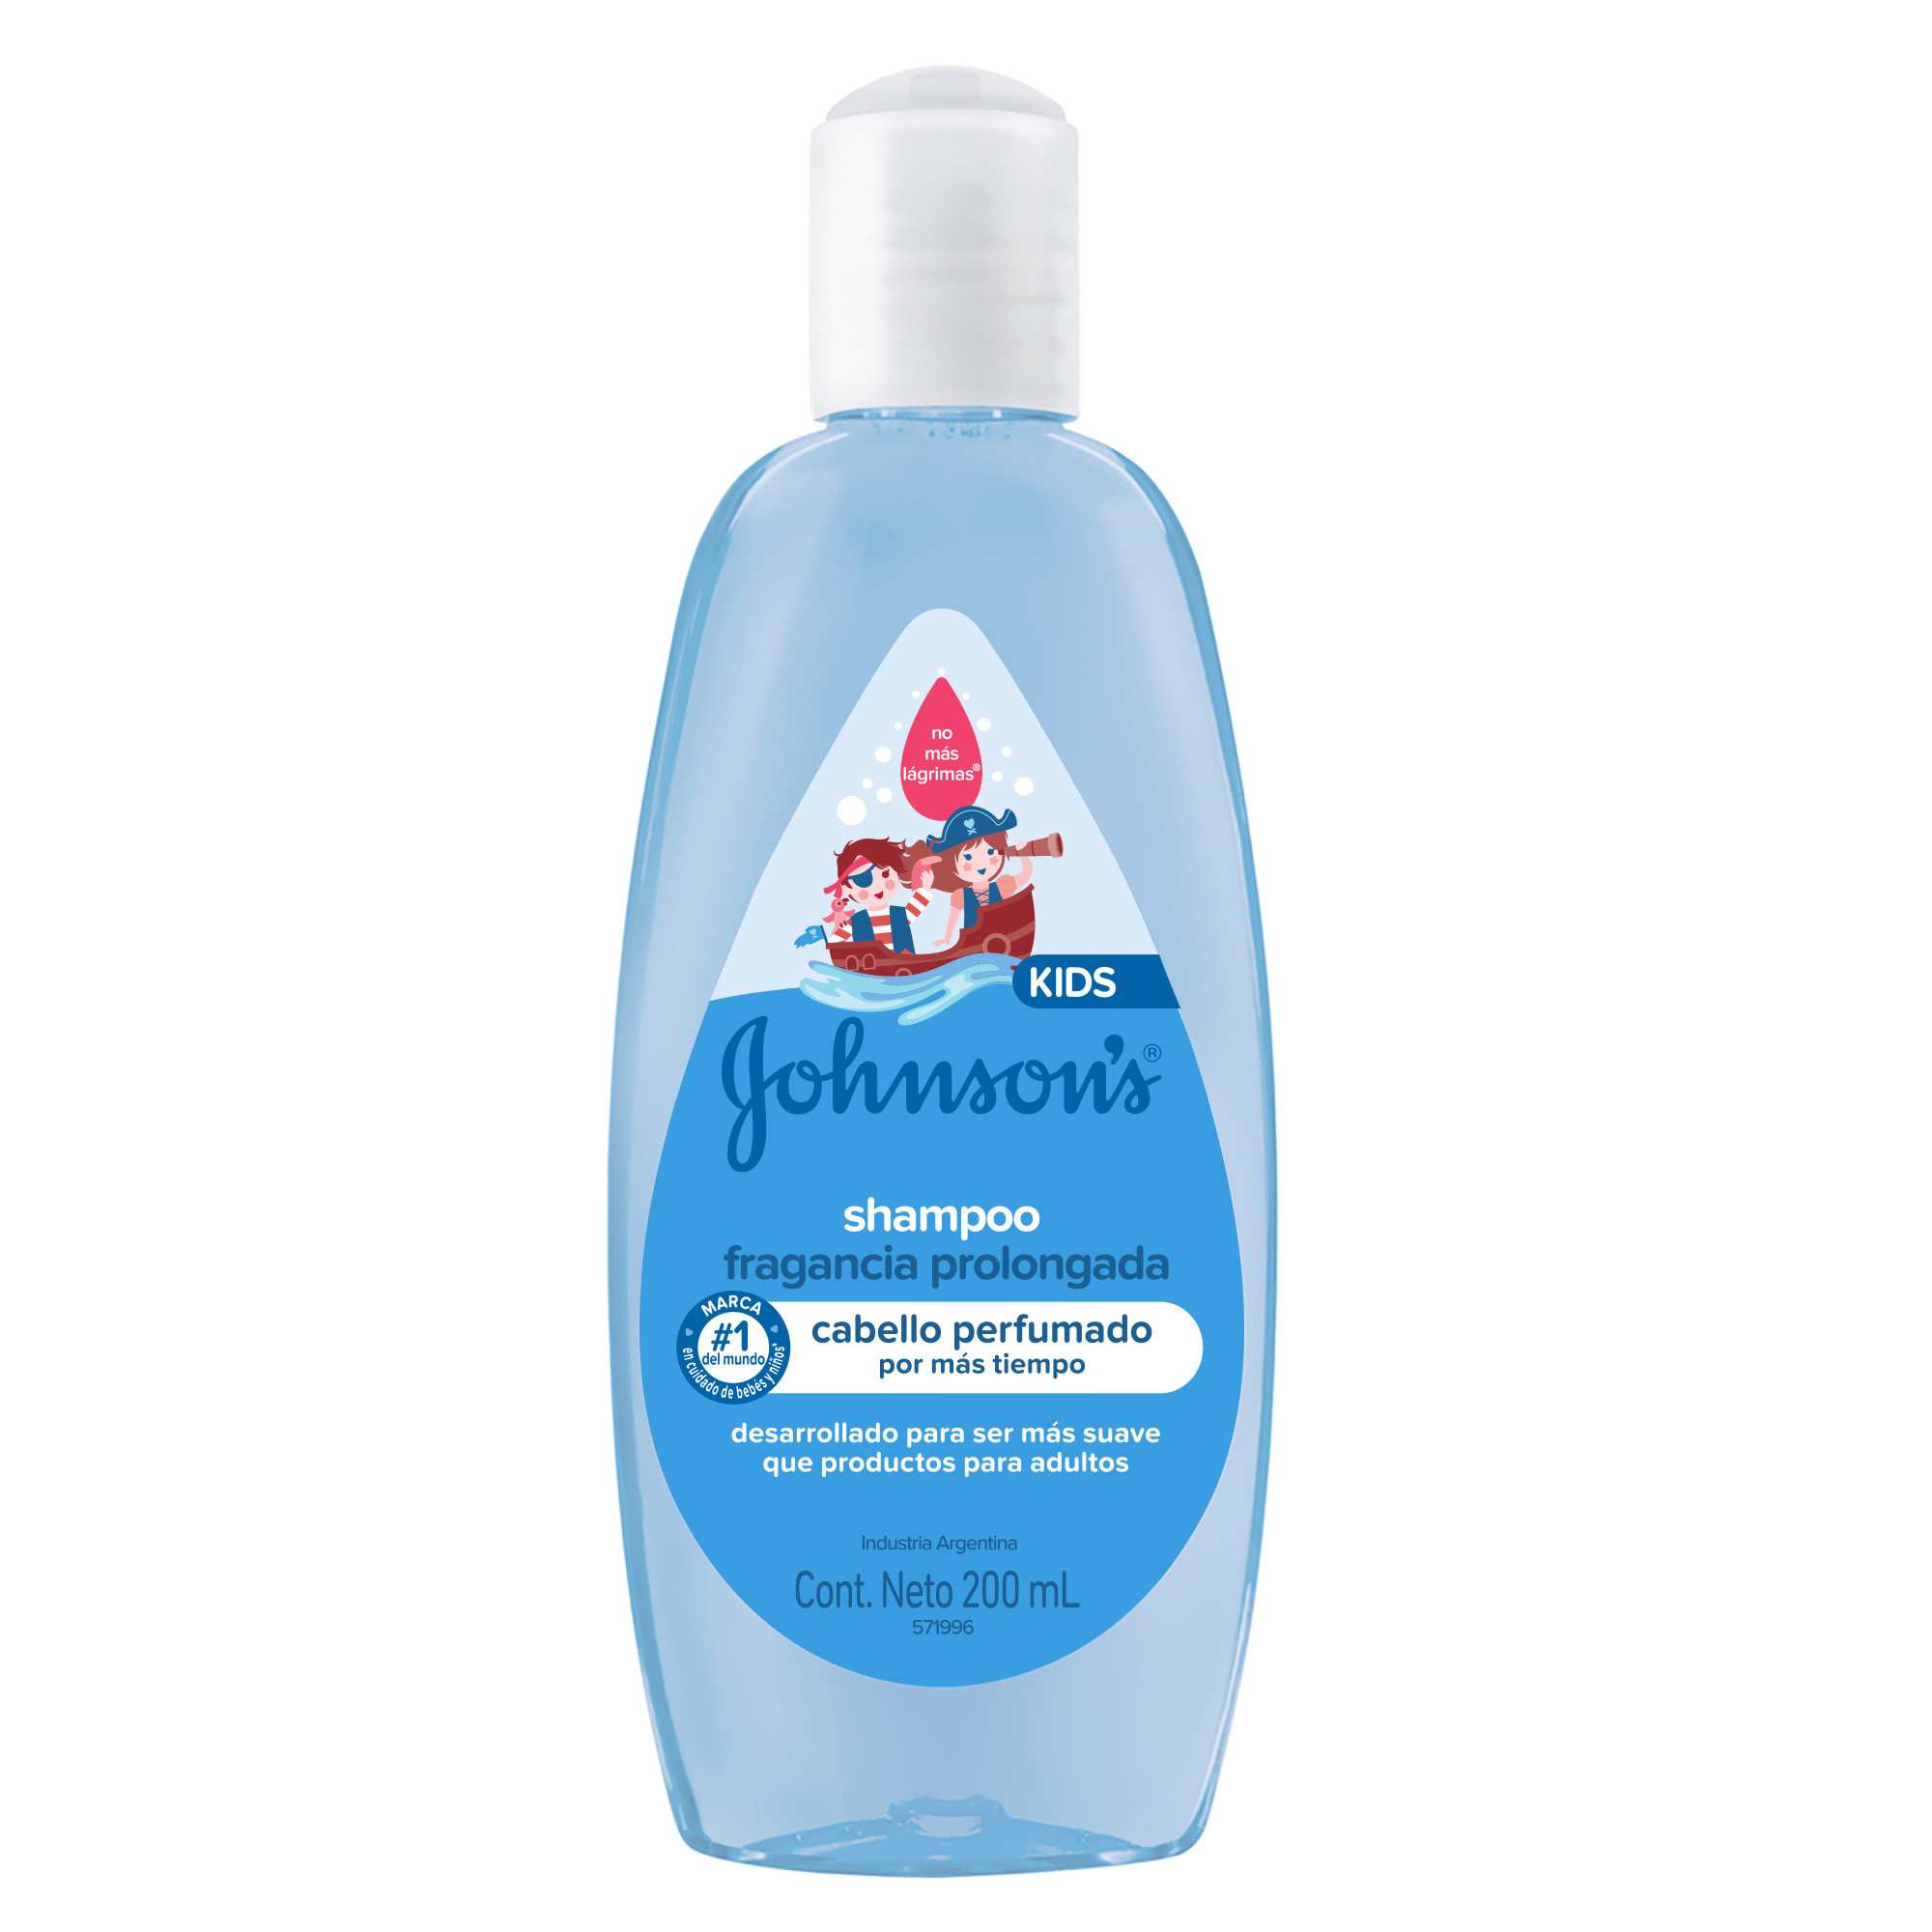 no
más
lágrimas®
KIDS
Johnson's®
shampoo
fragancia prolongada
MARCA
#1
del mundo
en cuidado de bebés y niños*
cabello perfumado
por más tiempo
desarrollado para ser más suave
que productos para adultos
Industria Argentina
Cont. Neto 200 mL
571996